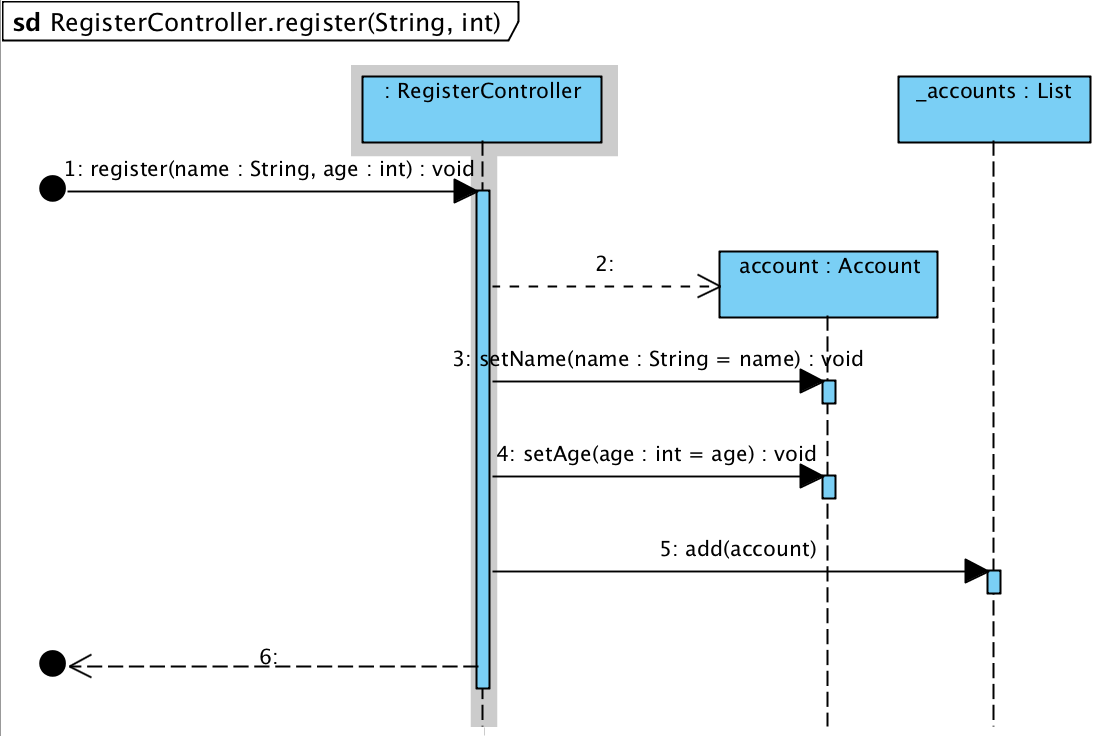 sd RegisterController.register(String, int)
: RegisterController
_accounts : List
1: register(name : String, age : int) : void
2:
account : Account
3: setName(name : String = name) : void
4: setAge(age : int = age) : void
5: add(account)
6: